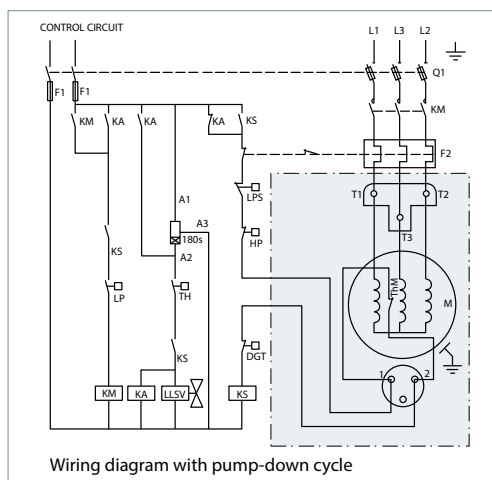 CONTROL CIRCUIT
L1 L3 L2
Q1
F1 F1
KM KA KA KA KS KM
F2
A1
LPS
T1 T2
A3
180s
T3
HP
KS
A2
ThM
LP TH M
KS
DGT
1 2
KM KA LLSV KS
Wiring diagram with pump-down cycle